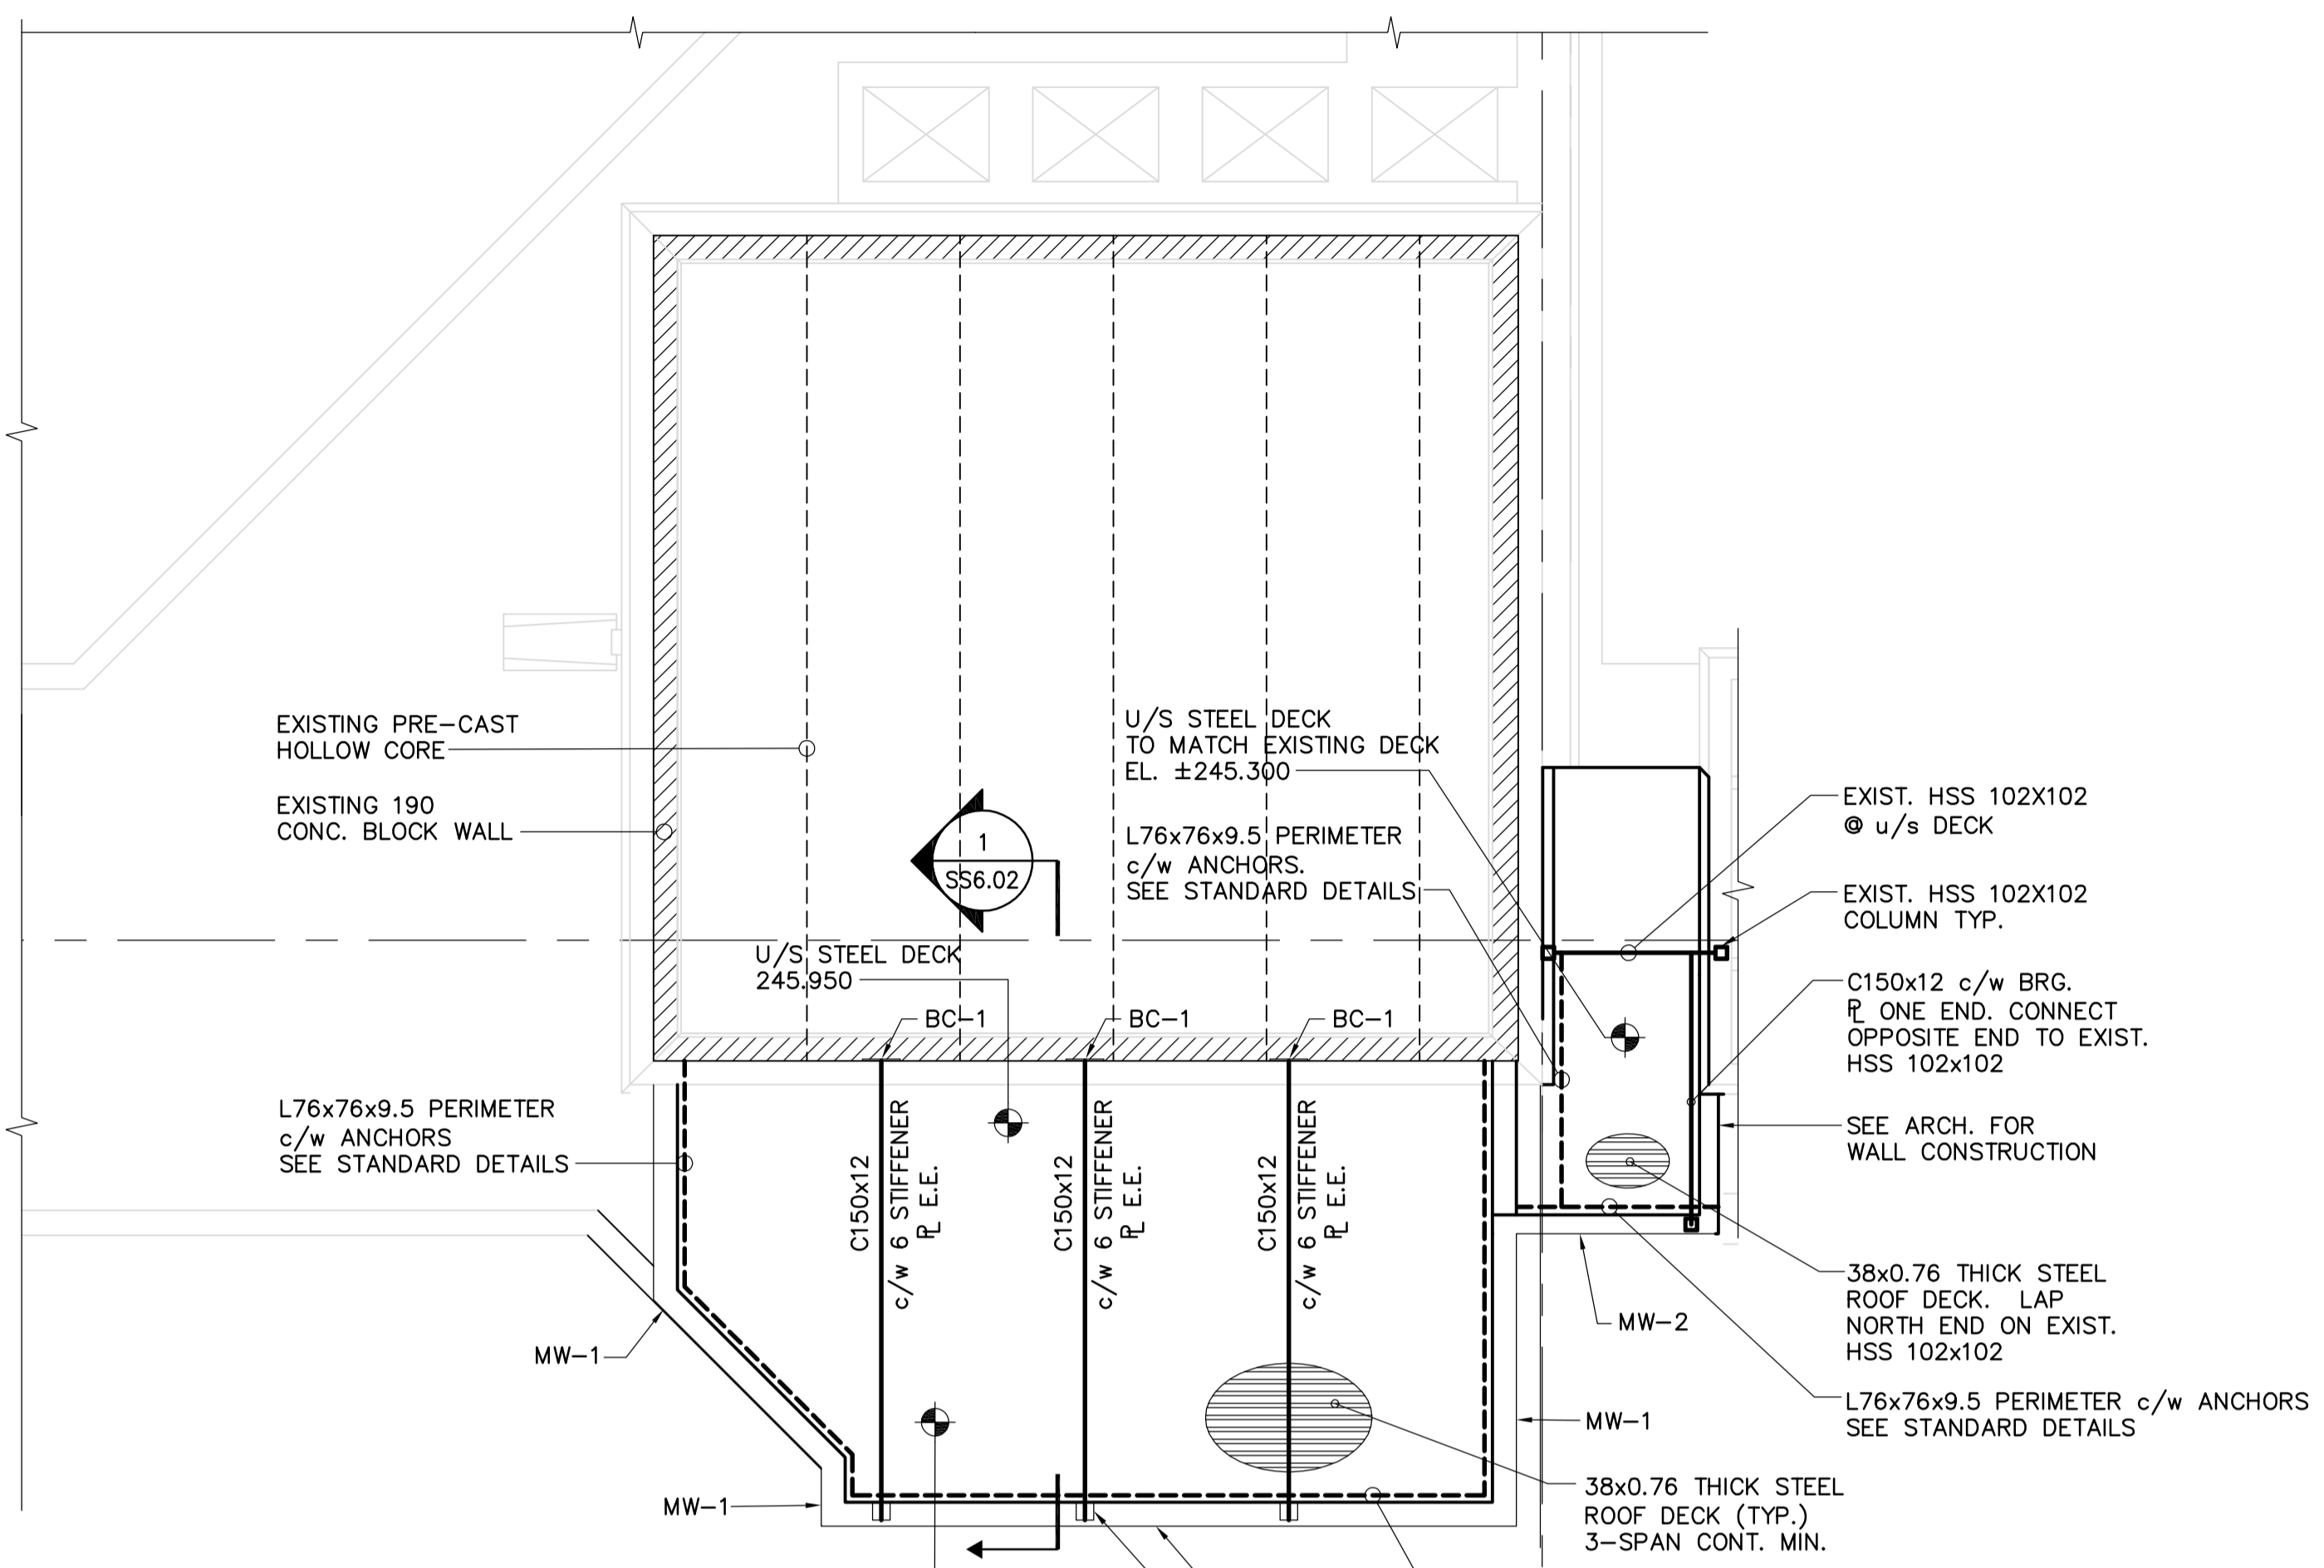 EXISTING PRE-CAST
HOLLOW CORE
EXISTING 190
CONC. BLOCK WALL
U/S STEEL DECK
TO MATCH EXISTING DECK
EL. ±245.300
L76x76x9.5 PERIMETER
c/w ANCHORS.
SEE STANDARD DETAILS
1
SS6.02
U/S STEEL DECK
245.950
BC-1
BC-1
BC-1
EXIST. HSS 102X102
@ u/s DECK
EXIST. HSS 102X102
COLUMN TYP.
C150x12 c/w BRG.
℄ ONE END. CONNECT
OPPOSITE END TO EXIST.
HSS 102x102
SEE ARCH. FOR
WALL CONSTRUCTION
L76x76x9.5 PERIMETER
c/w ANCHORS
SEE STANDARD DETAILS
C150x12
c/w 6 STIFFENER
PL E.E.
C150x12
c/w 6 STIFFENER
PL E.E.
C150x12
c/w 6 STIFFENER
PL E.E.
38x0.76 THICK STEEL
ROOF DECK. LAP
NORTH END ON EXIST.
HSS 102x102
MW-2
MW-1
L76x76x9.5 PERIMETER c/w ANCHORS
SEE STANDARD DETAILS
MW-1
MW-1
38x0.76 THICK STEEL
ROOF DECK (TYP.)
3-SPAN CONT. MIN.